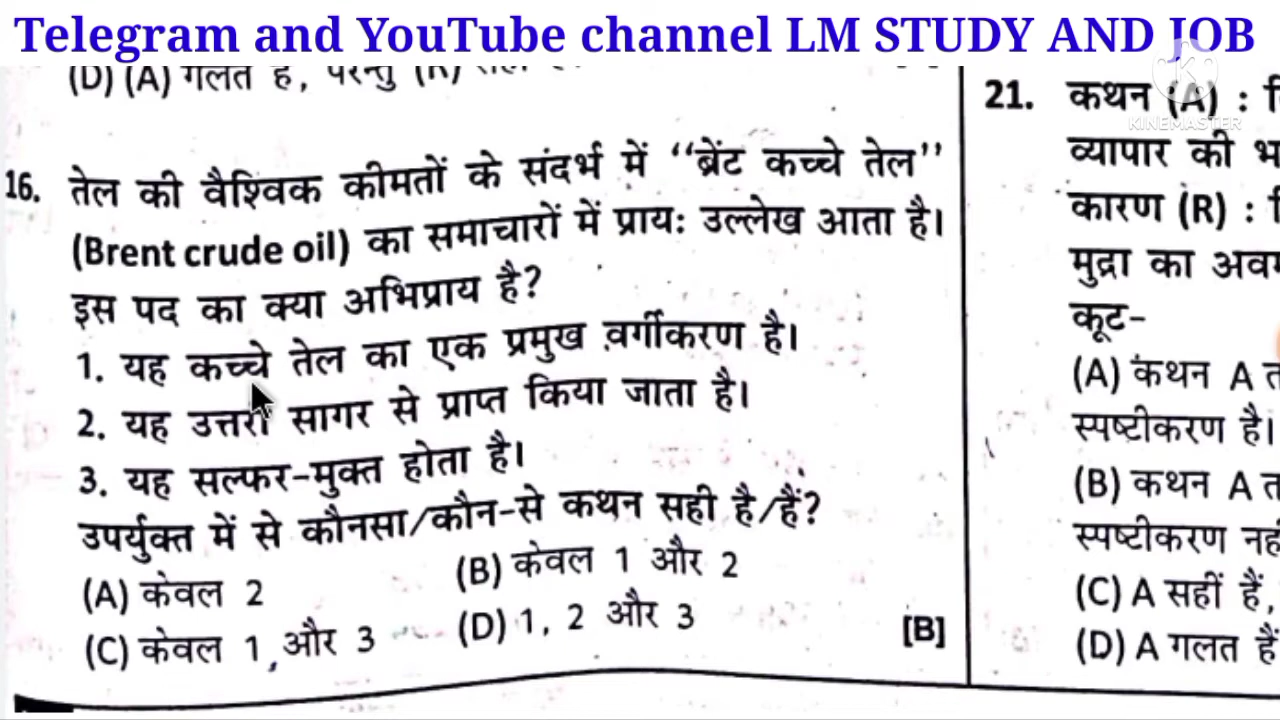 Telegram and YouTube channel LM STUDY AND JOB
KINEMASTER
(D) (A) गलत है, परन्तु (R)
16. तेल की वैश्विक कीमतों के संदर्भ में “ब्रेंट कच्चे तेल”
(Brent crude oil) का समाचारों में प्रायः उल्लेख आता है।
इस पद का क्या अभिप्राय है?
1. यह कच्चे तेल का एक प्रमुख वर्गीकरण है।
2. यह उत्तरी सागर से प्राप्त किया जाता है।
3. यह सल्फर-मुक्त होता है।
उपर्युक्त में से कौनसा/कौन-से कथन सही है/हैं?
(A) केवल 2 (B) केवल 1 और 2
(C) केवल 1 और 3 (D) 1, 2 और 3 [B]
21. कथन (A) :
व्यापार की
कारण (R) :
मुद्रा का
कूट-
(A) कथन A
स्पष्टीकरण है।
(B) कथन A
स्पष्टीकरण
(C) A सहीं हैं,
(D) A गलत हैं